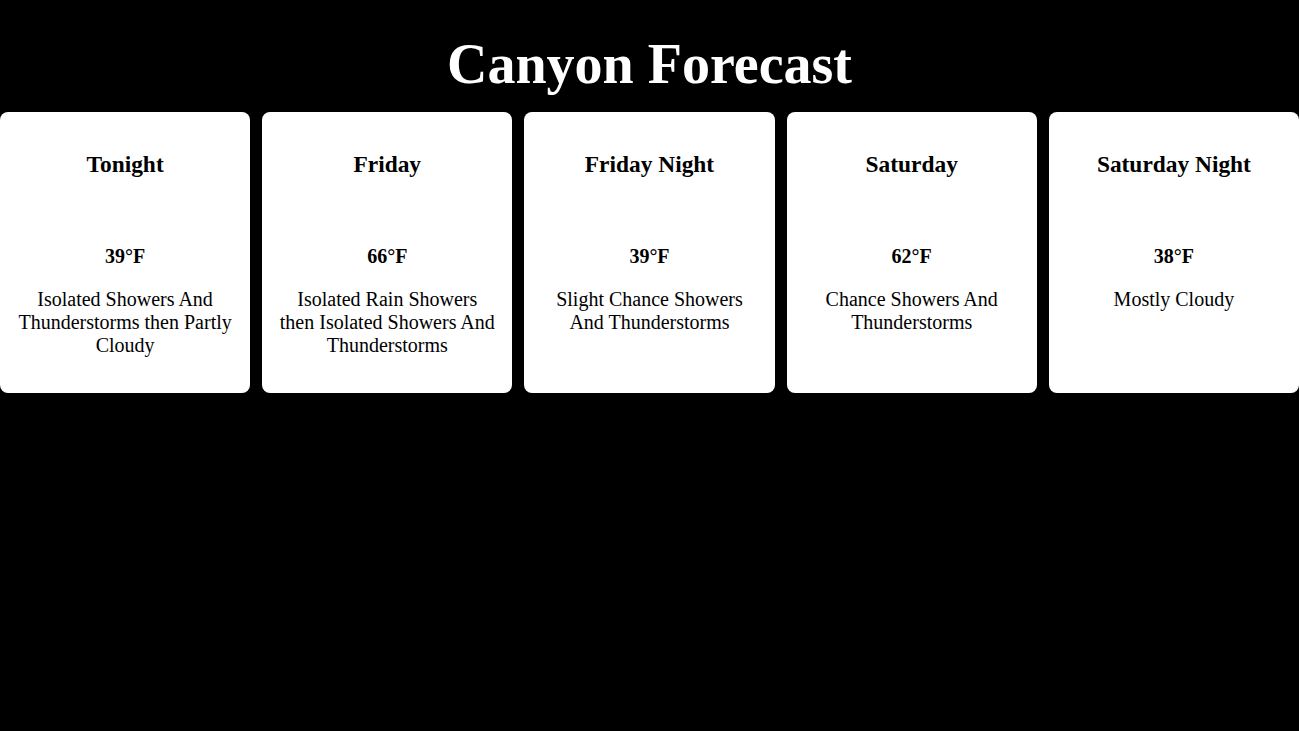 Canyon Forecast
Tonight
39°F
Isolated Showers And
Thunderstorms then Partly
Cloudy
Friday
66°F
Isolated Rain Showers
then Isolated Showers And
Thunderstorms
Friday Night
39°F
Slight Chance Showers
And Thunderstorms
Saturday
62°F
Chance Showers And
Thunderstorms
Saturday Night
38°F
Mostly Cloudy